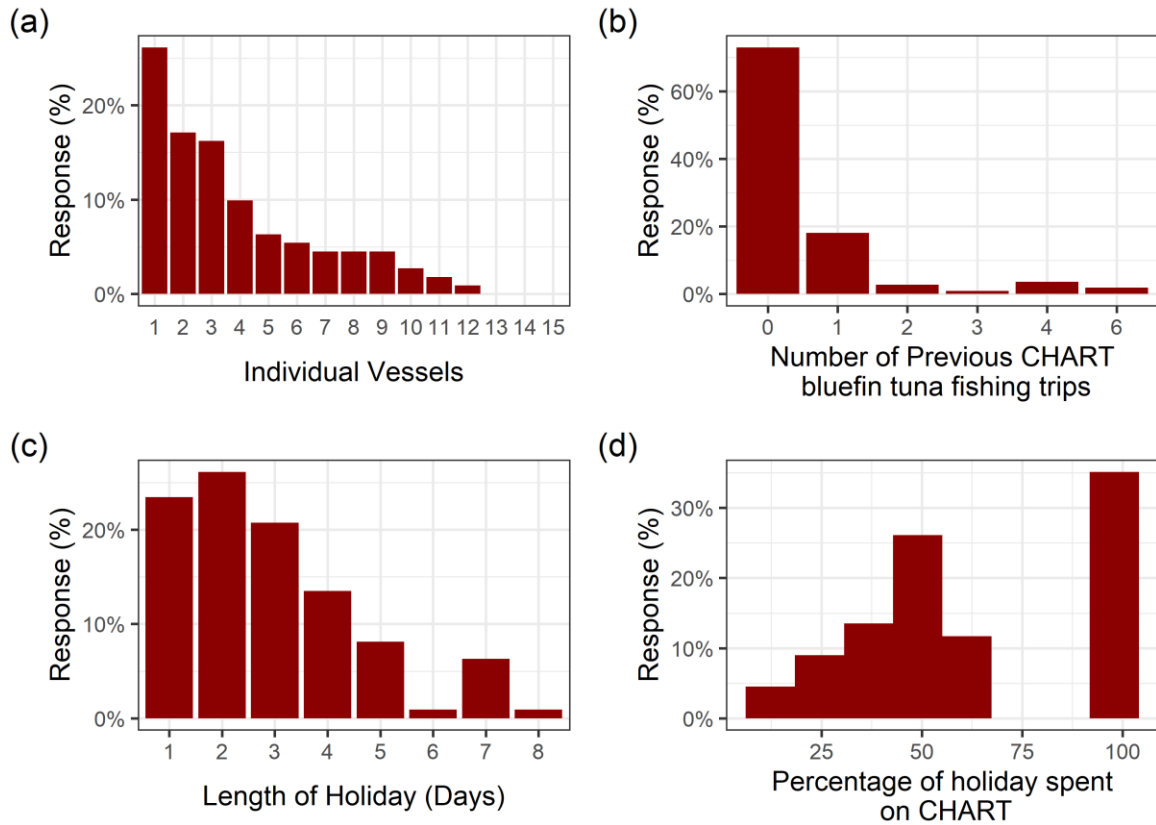 (a)
Response (%)
20%
10%
0%
1 2 3 4 5 6 7 8 9 10 11 12 13 14 15
Individual Vessels
(b)
Response (%)
60%
40%
20%
0%
0 1 2 3 4 6
Number of Previous CHART
bluefin tuna fishing trips
(c)
Response (%)
20%
10%
0%
1 2 3 4 5 6 7 8
Length of Holiday (Days)
(d)
Response (%)
30%
20%
10%
0%
25 50 75 100
Percentage of holiday spent
on CHART